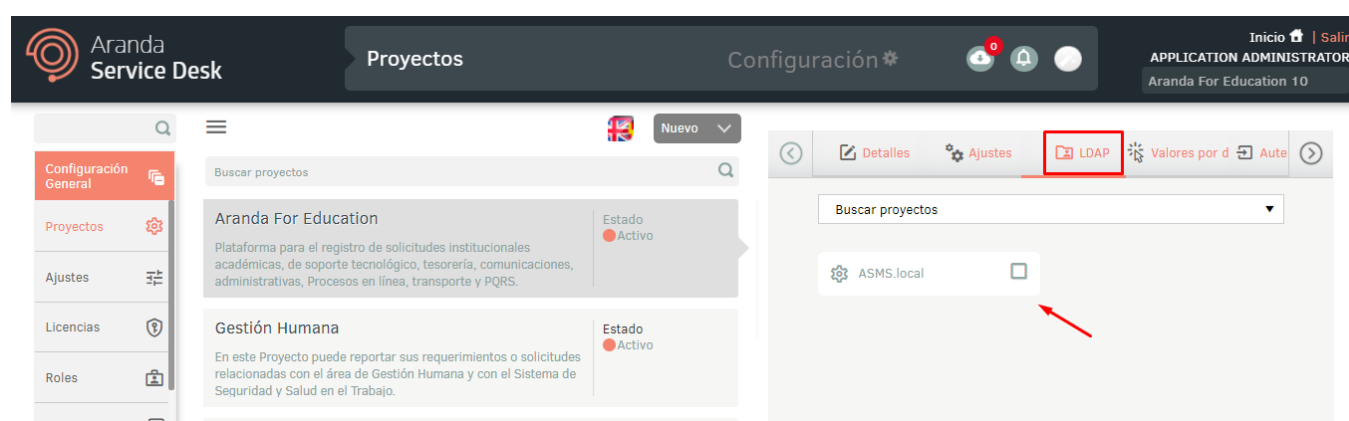 Aranda
Service Desk
Proyectos
Configuración
0
Inicio | Salir
APPLICATION ADMINISTRATOR
Aranda For Education 10
Configuración
General
Proyectos
Ajustes
Licencias
Roles
Nuevo
Buscar proyectos
Aranda For Education
Plataforma para el registro de solicitudes institucionales
académicas, de soporte tecnológico, tesorería, comunicaciones,
administrativas, Procesos en línea, transporte y PQRS.
Estado
Activo
Gestión Humana
En este Proyecto puede reportar sus requerimientos o solicitudes
relacionadas con el área de Gestión Humana y con el Sistema de
Seguridad y Salud en el Trabajo.
Estado
Activo
Detalles
Ajustes
LDAP
Valores por d
Aute
Buscar proyectos
ASMS.local